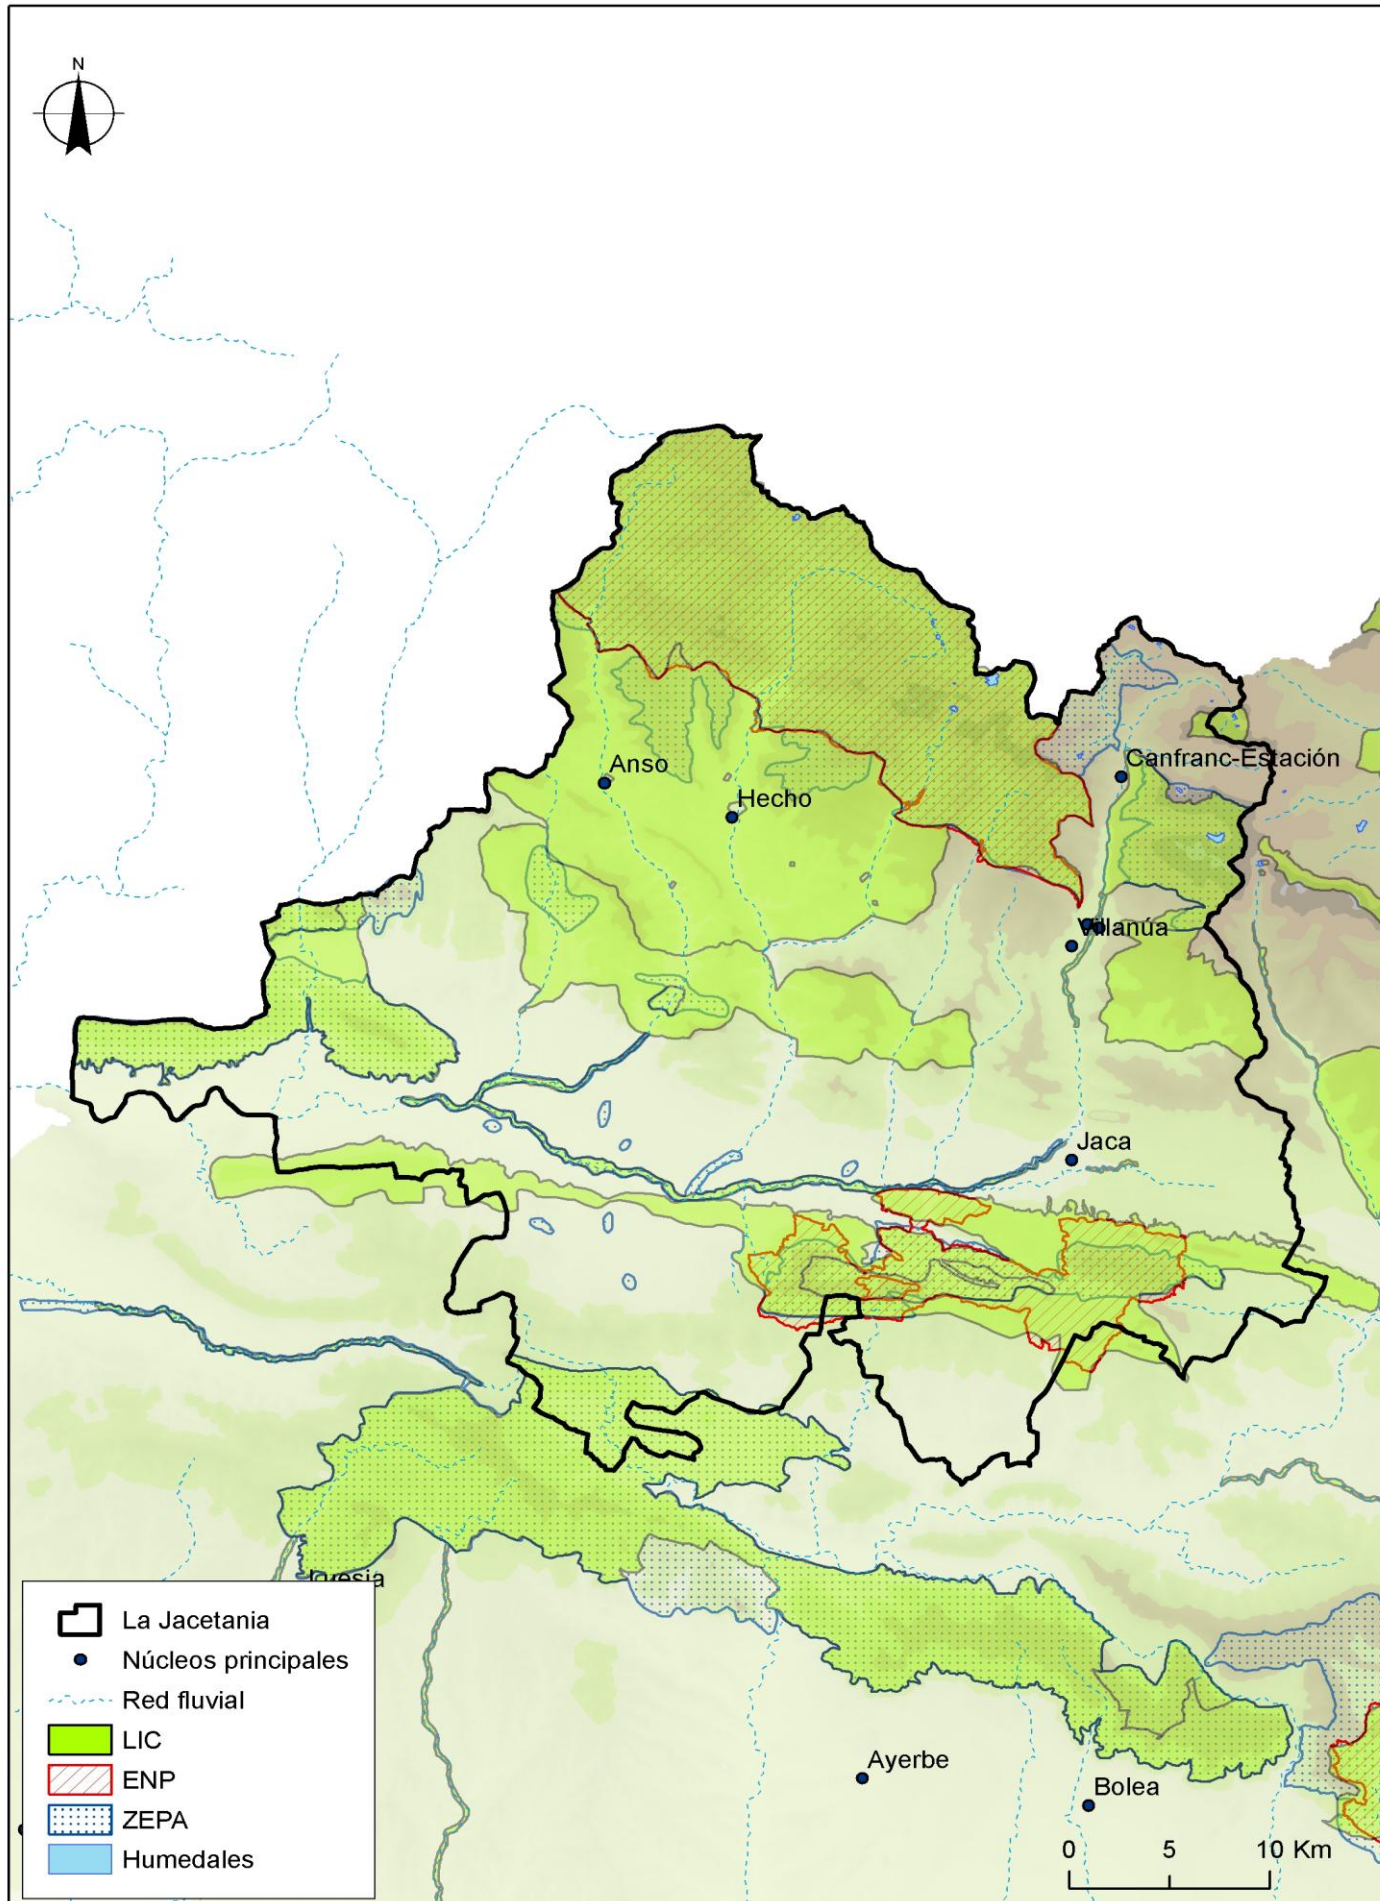 N
Anso
Hecho
Canfranc-Estación
Villanúa
Jaca
Iglesia
La Jacetania
Núcleos principales
Red fluvial
LIC
ENP
ZEPA
Humedales
Ayerbe
Bolea
0 5 10 Km